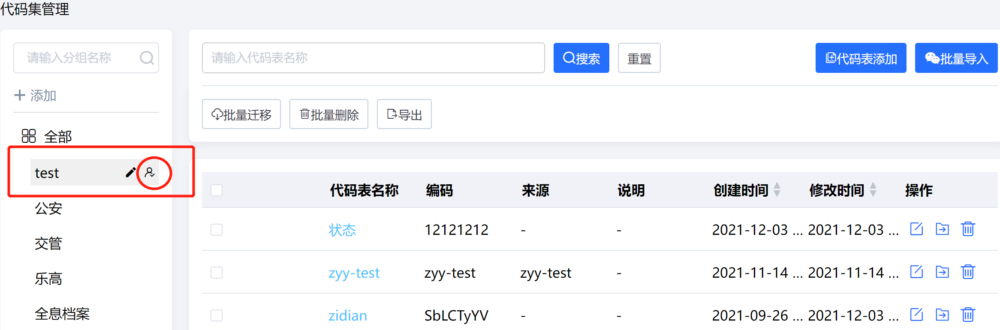 代码集管理
请输入分组名称
添加
全部
test
公安
交管
乐高
全息档案
请输入代码表名称
搜索
重置
代码表添加
批量导入
批量迁移
批量删除
导出
代码表名称 编码 来源 说明 创建时间 修改时间 操作
状态 12121212 - - 2021-12-03 ... 2021-12-03 ...
zyy-test zyy-test zyy-test - 2021-11-14 ... 2021-11-14 ...
zidian SbLCTyYV - - 2021-09-26 ... 2021-12-03 ...